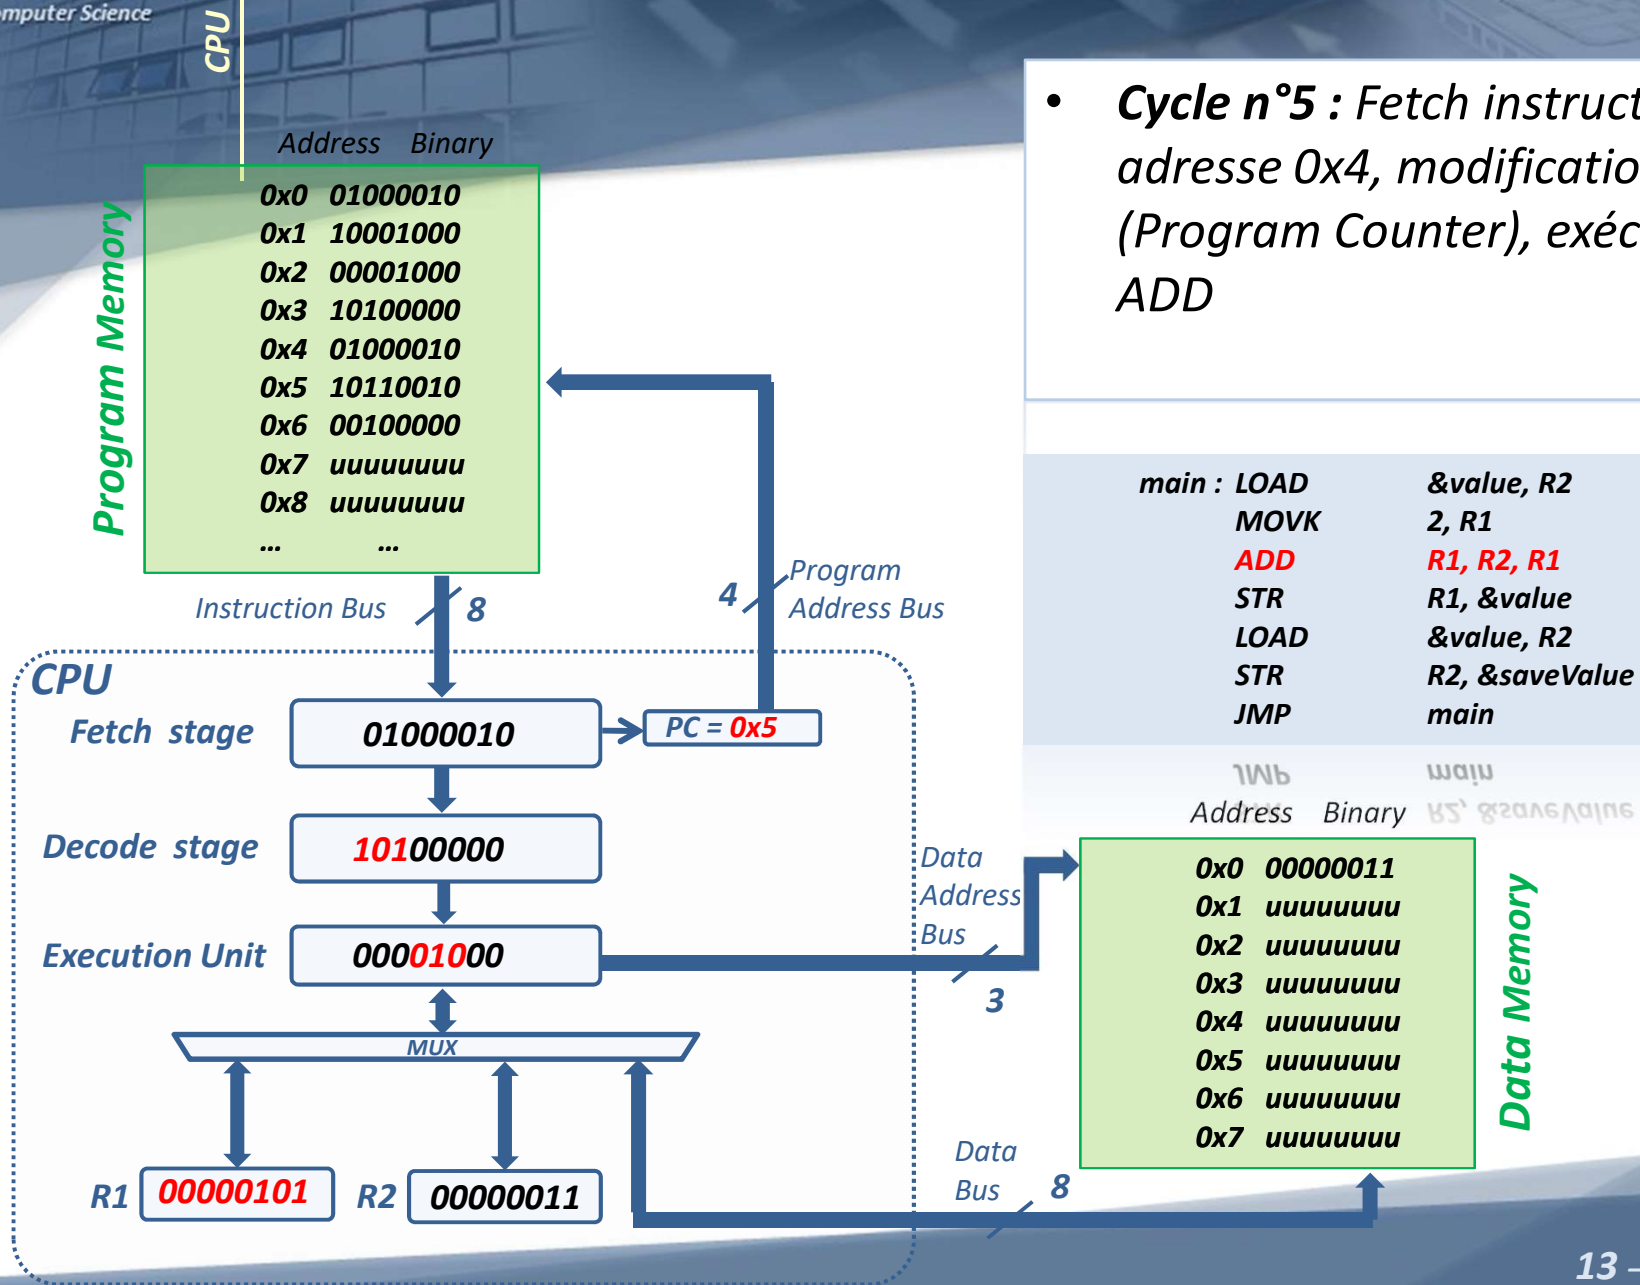 omputer Science
CPU
• Cycle n°5 : Fetch instruct
adresse 0x4, modificatio
(Program Counter), exéc
ADD
Address Binary
0x0 01000010
0x1 10001000
0x2 00001000
0x3 10100000
0x4 01000010
0x5 10110010
0x6 00100000
0x7 uuuuuuuu
0x8 uuuuuuuu
... ...
Program Memory
Instruction Bus 8
4 Program
Address Bus
main : LOAD &value, R2
MOVK 2, R1
ADD R1, R2, R1
STR R1, &value
LOAD &value, R2
STR R2, &saveValue
JMP main
CPU
Fetch stage 01000010 PC = 0x5
Decode stage 10100000
Execution Unit 00001000
MUX
R1 00000101 R2 00000011
Data
Address
Bus
3
Data
Bus 8
Address Binary
0x0 00000011
0x1 uuuuuuuu
0x2 uuuuuuuu
0x3 uuuuuuuu
0x4 uuuuuuuu
0x5 uuuuuuuu
0x6 uuuuuuuu
0x7 uuuuuuuu
Data Memory
13 –